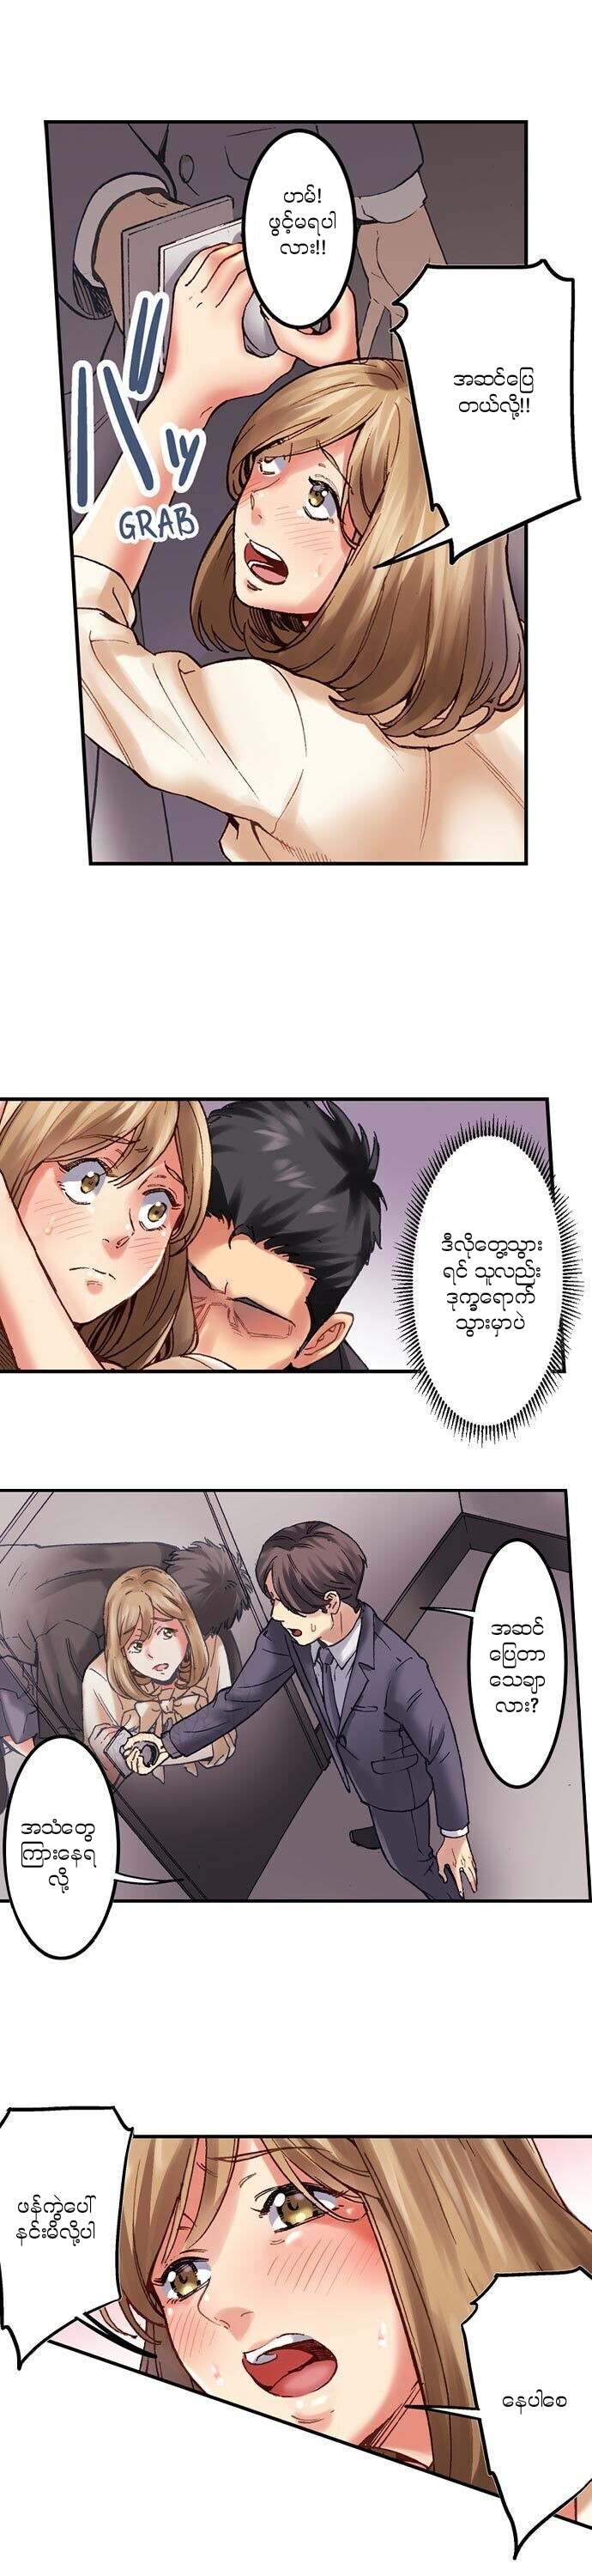 ဟမ်!
ဖွင့်မရပါ
လား!!
အဆင်ပြေ
တယ်လို့!!
GRAB
ဒီလိုတွေ့သွား
ရင် သူလည်း
ဒုက္ခရောက်
သွားမှာပဲ
အဆင်
ပြေတာ
သေချာ
လား?
အသံတွေ
ကြားနေရ
လို့
ဖန်ကွဲပေါ်
နင်းမိလို့ပါ
နေပါစေ